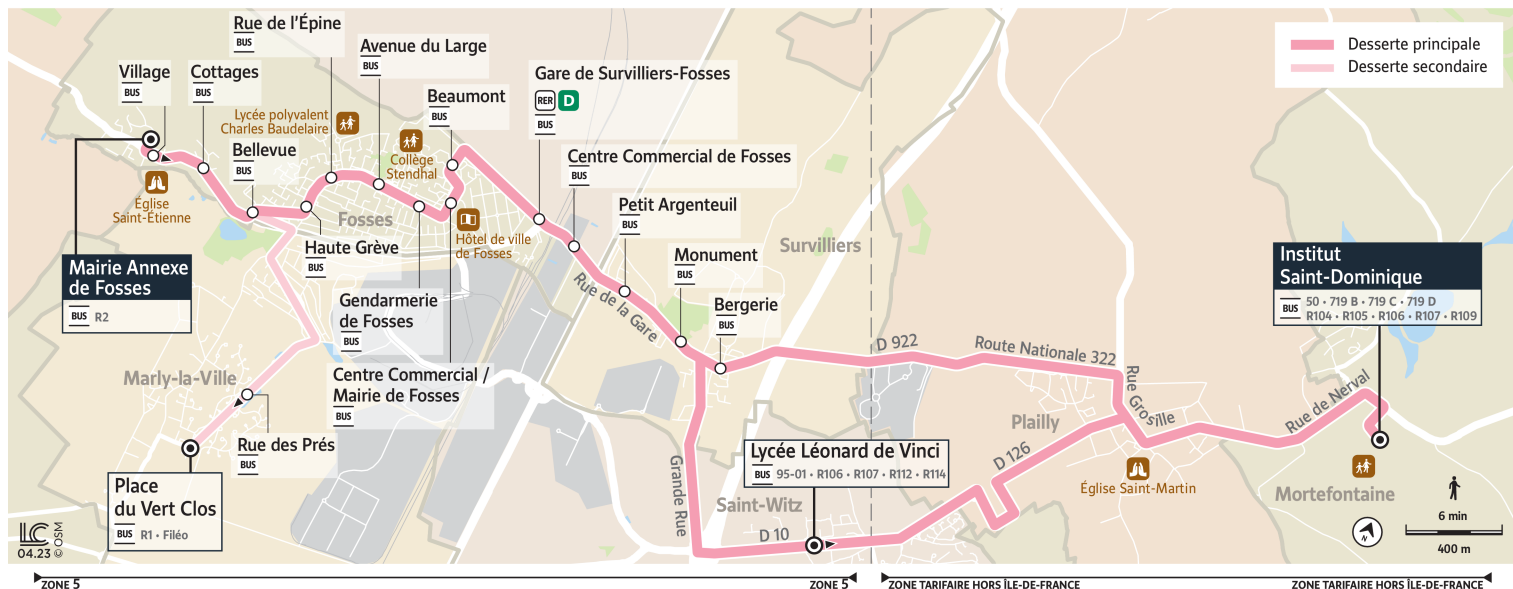 Rue de l'Épine
BUS
Avenue du Large
BUS
Village
BUS
Cottages
BUS
Gare de Survilliers-Fosses
RER D
BUS
Beaumont
BUS
Desserte principale
Desserte secondaire
Lycée polyvalent
Charles Baudelaire
Bellevue
BUS
Collège
Stendhal
Centre Commercial de Fosses
BUS
Église
Saint-Étienne
Fosses
Petit Argenteuil
BUS
Hôtel de ville
de Fosses
Haute Grève
BUS
Survilliers
Monument
BUS
Mairie Annexe
de Fosses
BUS R2
Institut
Saint-Dominique
BUS
50 • 719 B • 719 C • 719 D
R104 • R105 • R106 • R107 • R109
Rue de la Gare
Gendarmerie
de Fosses
BUS
Bergerie
BUS
D 922
Route Nationale 322
Centre Commercial /
Mairie de Fosses
BUS
Marly-la-Ville
Rue Grosille
Rue de Nerval
Plailly
Rue des Prés
BUS
D 126
Lycée Léonard de Vinci
BUS 95-01 • R106 • R107 • R112 • R114
Grande Rue
Place
du Vert Clos
BUS R1 • Filéo
Saint-Witz
D 10
Église Saint-Martin
Mortefontaine
6 min
400 m
LC
04.23 © OSM
ZONE 5
ZONE 5
ZONE TARIFAIRE HORS ÎLE-DE-FRANCE
ZONE TARIFAIRE HORS ÎLE-DE-FRANCE